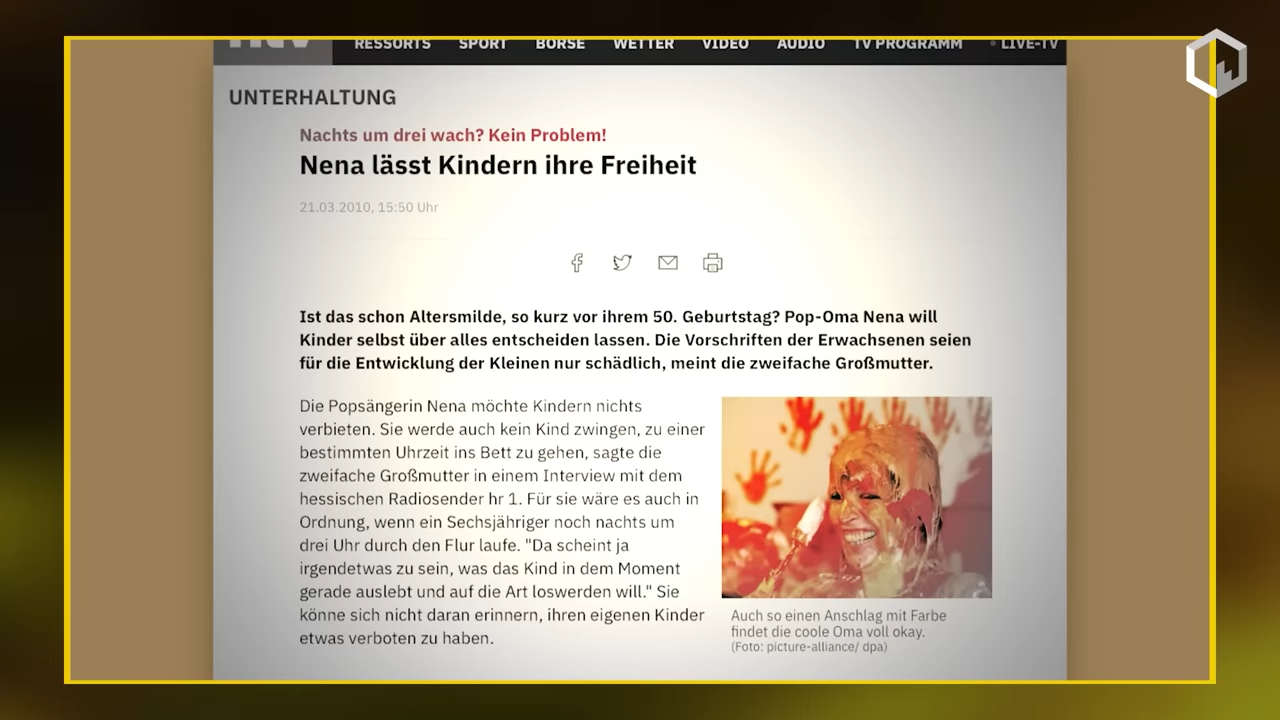 RESSORTS SPORT BÖRSE WETTER VIDEO AUDIO TV PROGRAMM LIVE-TV
UNTERHALTUNG
Nachts um drei wach? Kein Problem!
Nena lässt Kindern ihre Freiheit
21.03.2010, 15:50 Uhr
Ist das schon Altersmilde, so kurz vor ihrem 50. Geburtstag? Pop-Oma Nena will
Kinder selbst über alles entscheiden lassen. Die Vorschriften der Erwachsenen seien
für die Entwicklung der Kleinen nur schädlich, meint die zweifache Großmutter.
Die Popsängerin Nena möchte Kindern nichts
verbieten. Sie werde auch kein Kind zwingen, zu einer
bestimmten Uhrzeit ins Bett zu gehen, sagte die
zweifache Großmutter in einem Interview mit dem
hessischen Radiosender hr 1. Für sie wäre es auch in
Ordnung, wenn ein Sechsjähriger noch nachts um
drei Uhr durch den Flur laufe. "Da scheint ja
irgendetwas zu sein, was das Kind in dem Moment
gerade auslebt und auf die Art loswerden will." Sie
könne sich nicht daran erinnern, ihren eigenen Kinder
etwas verboten zu haben.
Auch so einen Anschlag mit Farbe
findet die coole Oma voll okay.
(Foto: picture-alliance/ dpa)